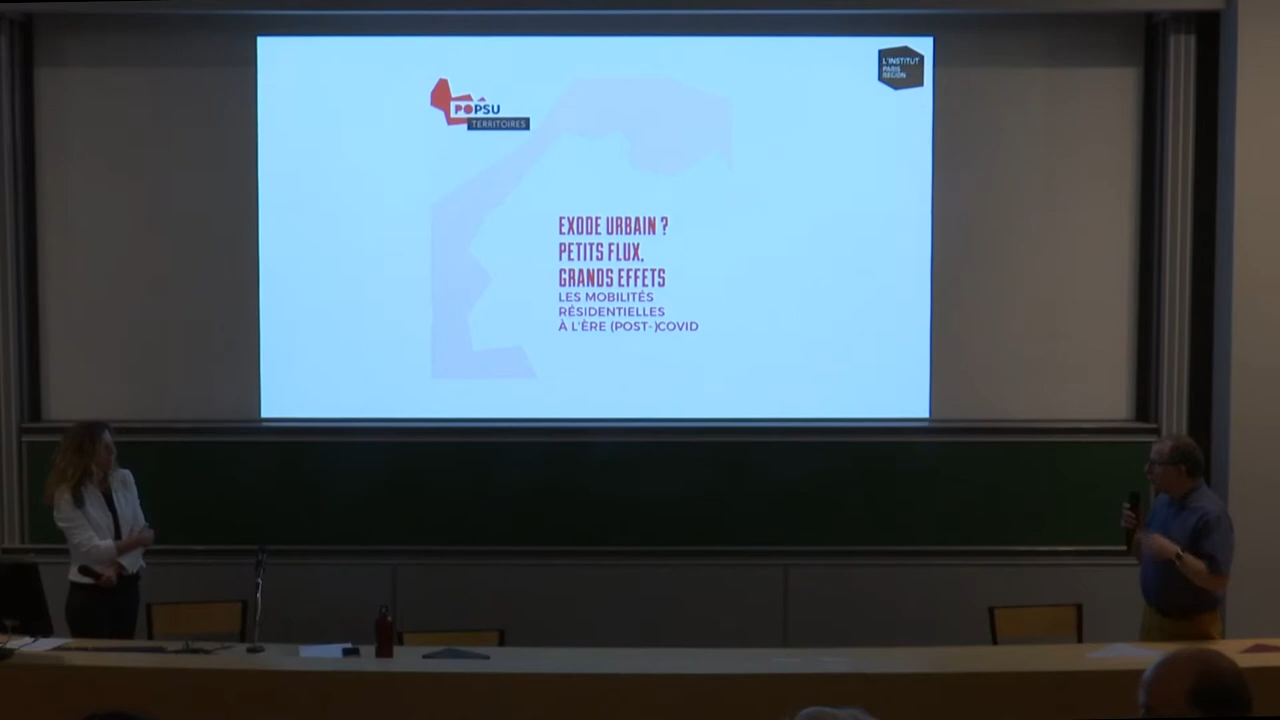 POPSU
TERRITOIRES
L'INSTITUT
PARIS
REGION
EXODE URBAIN ?
PETITS FLUX,
GRANDS EFFETS
LES MOBILITÉS
RÉSIDENTIELLES
À L'ÈRE (POST-)COVID